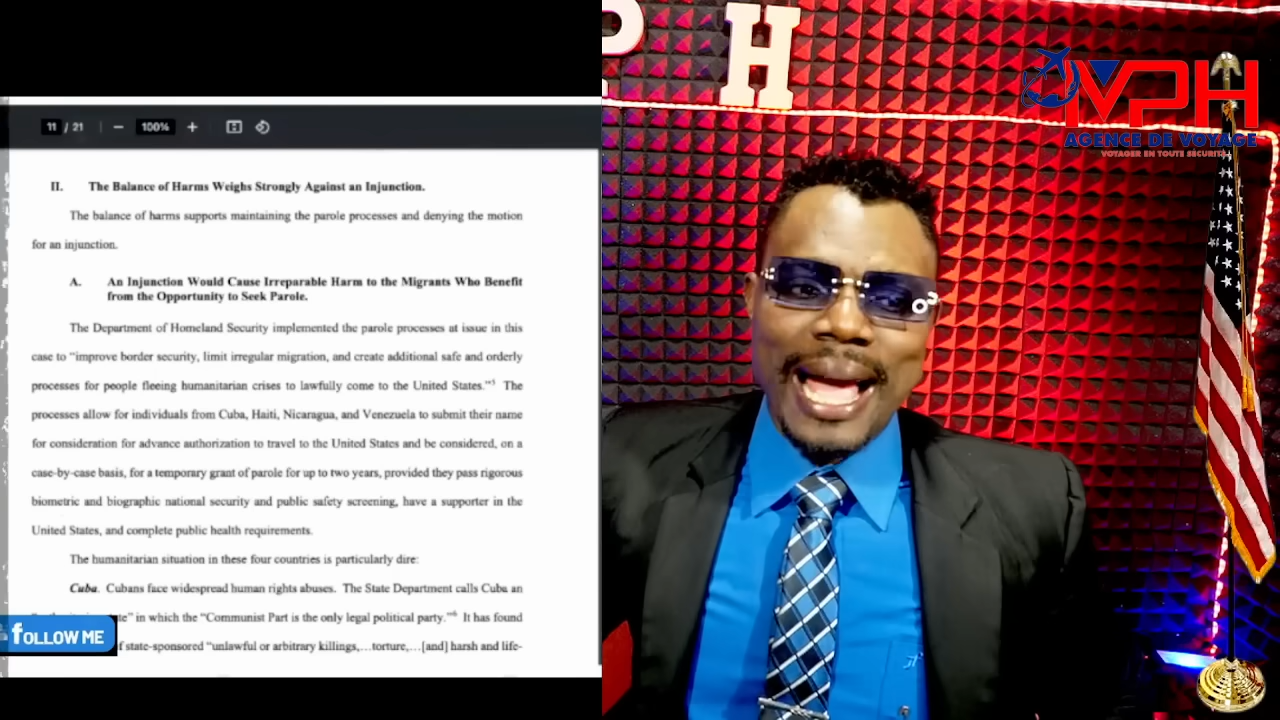 11 / 21
100%
II. The Balance of Harms Weighs Strongly Against an Injunction.
The balance of harms supports maintaining the parole processes and denying the motion
for an injunction.
A. An Injunction Would Cause Irreparable Harm to the Migrants Who Benefit
from the Opportunity to Seek Parole.
The Department of Homeland Security implemented the parole processes at issue in this
case to “improve border security, limit irregular migration, and create additional safe and orderly
processes for people fleeing humanitarian crises to lawfully come to the United States.”⁵ The
processes allow for individuals from Cuba, Haiti, Nicaragua, and Venezuela to submit their name
for consideration for advance authorization to travel to the United States and be considered, on a
case-by-case basis, for a temporary grant of parole for up to two years, provided they pass rigorous
biometric and biographic national security and public safety screening, have a supporter in the
United States, and complete public health requirements.
The humanitarian situation in these four countries is particularly dire:
Cuba. Cubans face widespread human rights abuses. The State Department calls Cuba an
in which the “Communist Part is the only legal political party.”⁶ It has found
state-sponsored “unlawful or arbitrary killings,…torture,…[and] harsh and life-
fOLLOW ME
P H
MVPH
AGENCE DE VOYAGE
VOYAGER EN TOUTE SÉCURITÉ